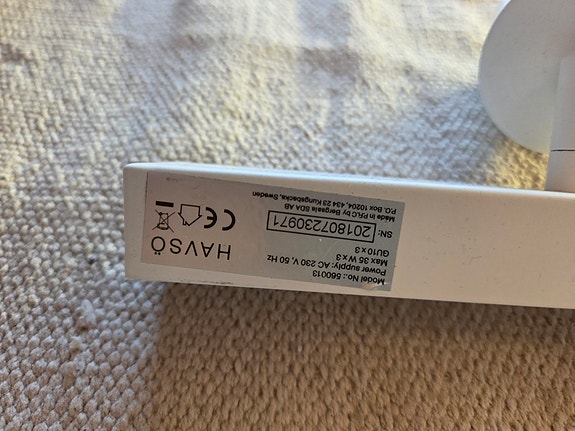 HAVSÖ
CE
Model No.: 560013
Power supply: AC 230 V, 50 Hz
Max 35 W x 3
GU10 x 3
SN: 201807230971
Made in P.R.C by Bergsala SDA AB
P.O. Box 10204, 434 23 Kungsbacka, Sweden